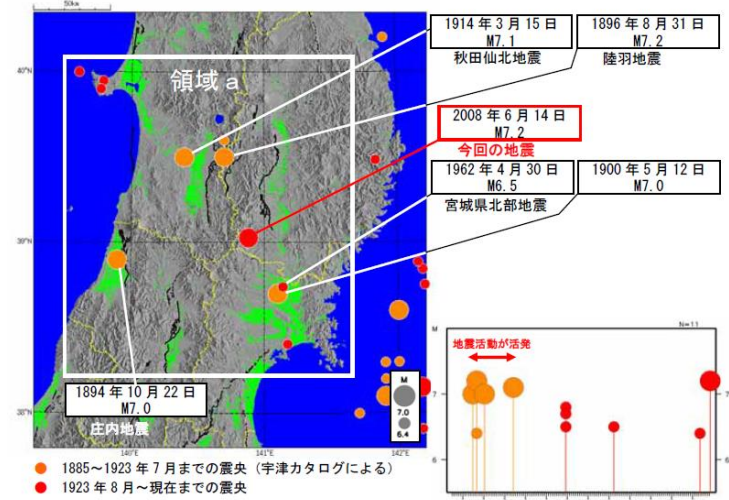 50km
1914 年 3 月 15 日
M7.1
秋田仙北地震
1896 年 8 月 31 日
M7.2
陸羽地震
40°N
領域 a
2008 年 6 月 14 日
M7.2
今回の地震
1962 年 4 月 30 日
M6.5
宮城県北部地震
1900 年 5 月 12 日
M7.0
39°N
1894 年 10 月 22 日
M7.0
庄内地震
M
7.0
6.4
38°N
140°E
141°E
142°E
M
N=11
地震活動が活発
7
7
6
6
1885～1923 年 7 月までの震央（宇津カタログによる）
1923 年 8 月～現在までの震央